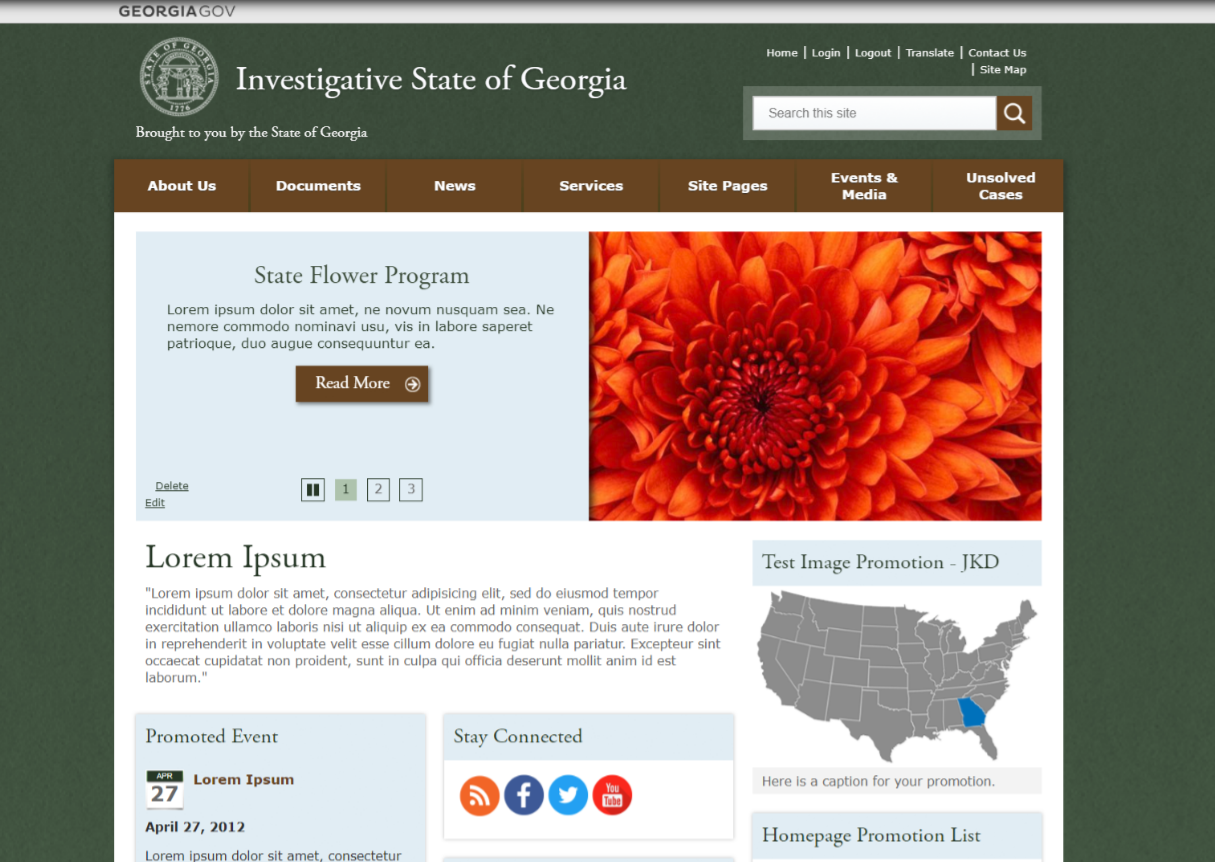 GEORGIAGOV
STATE OF GEORGIA
1776
Investigative State of Georgia
Brought to you by the State of Georgia
Home | Login | Logout | Translate | Contact Us
| Site Map
Search this site
About Us
Documents
News
Services
Site Pages
Events &
Media
Unsolved
Cases
State Flower Program
Lorem ipsum dolor sit amet, ne novum nusquam sea. Ne
nemore commodo nominavi usu, vis in labore saperet
patrioque, duo augue consequuntur ea.
Read More
Delete
Edit
1 2 3
Lorem Ipsum
"Lorem ipsum dolor sit amet, consectetur adipisicing elit, sed do eiusmod tempor
incididunt ut labore et dolore magna aliqua. Ut enim ad minim veniam, quis nostrud
exercitation ullamco laboris nisi ut aliquip ex ea commodo consequat. Duis aute irure dolor
in reprehenderit in voluptate velit esse cillum dolore eu fugiat nulla pariatur. Excepteur sint
occaecat cupidatat non proident, sunt in culpa qui officia deserunt mollit anim id est
laborum."
Promoted Event
APR
27
Lorem Ipsum
April 27, 2012
Lorem ipsum dolor sit amet, consectetur
Stay Connected
You
Tube
Test Image Promotion - JKD
Here is a caption for your promotion.
Homepage Promotion List